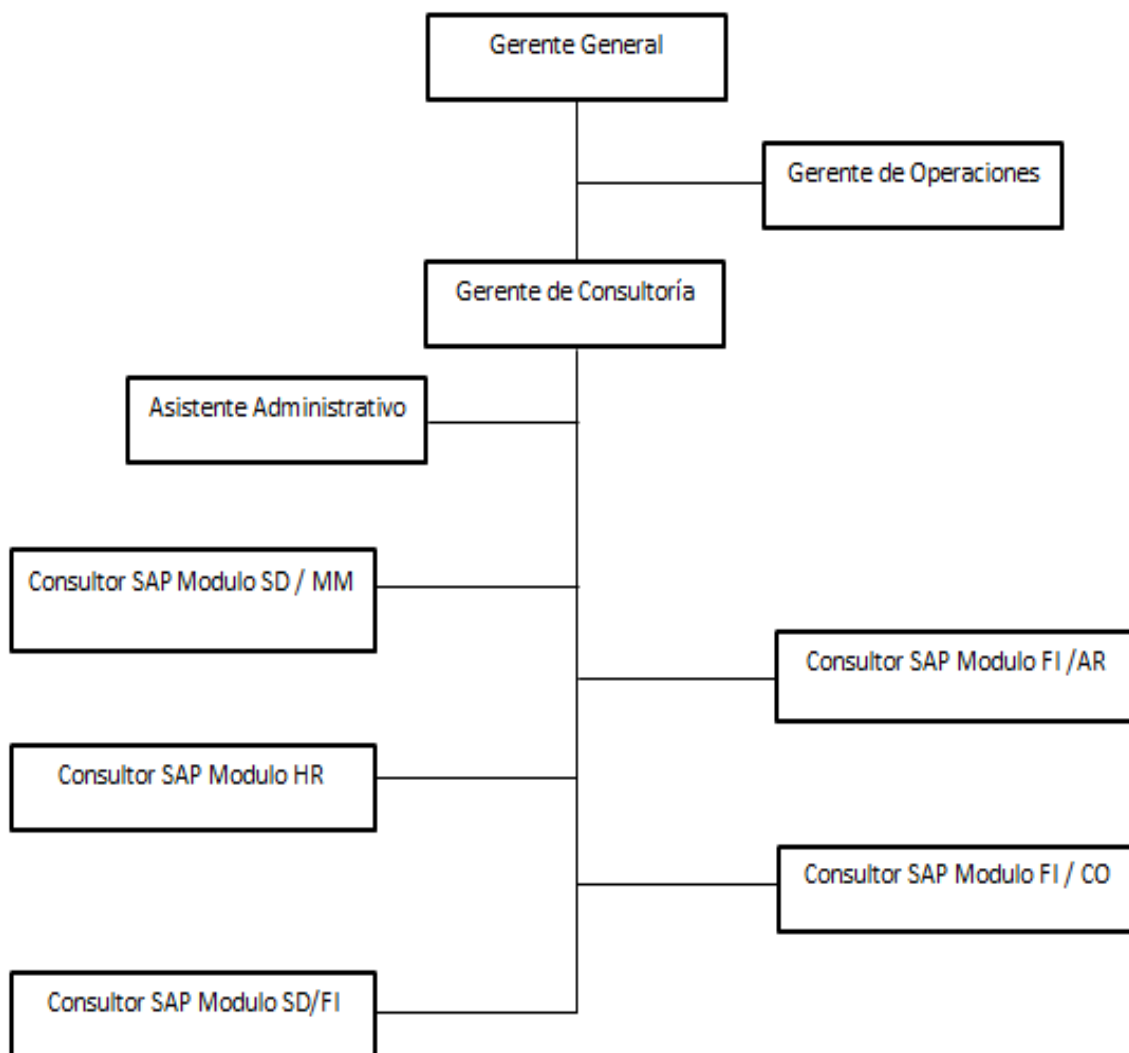 Gerente General
Gerente de Operaciones
Gerente de Consultoría
Asistente Administrativo
Consultor SAP Modulo SD / MM
Consultor SAP Modulo FI /AR
Consultor SAP Modulo HR
Consultor SAP Modulo FI / CO
Consultor SAP Modulo SD/FI